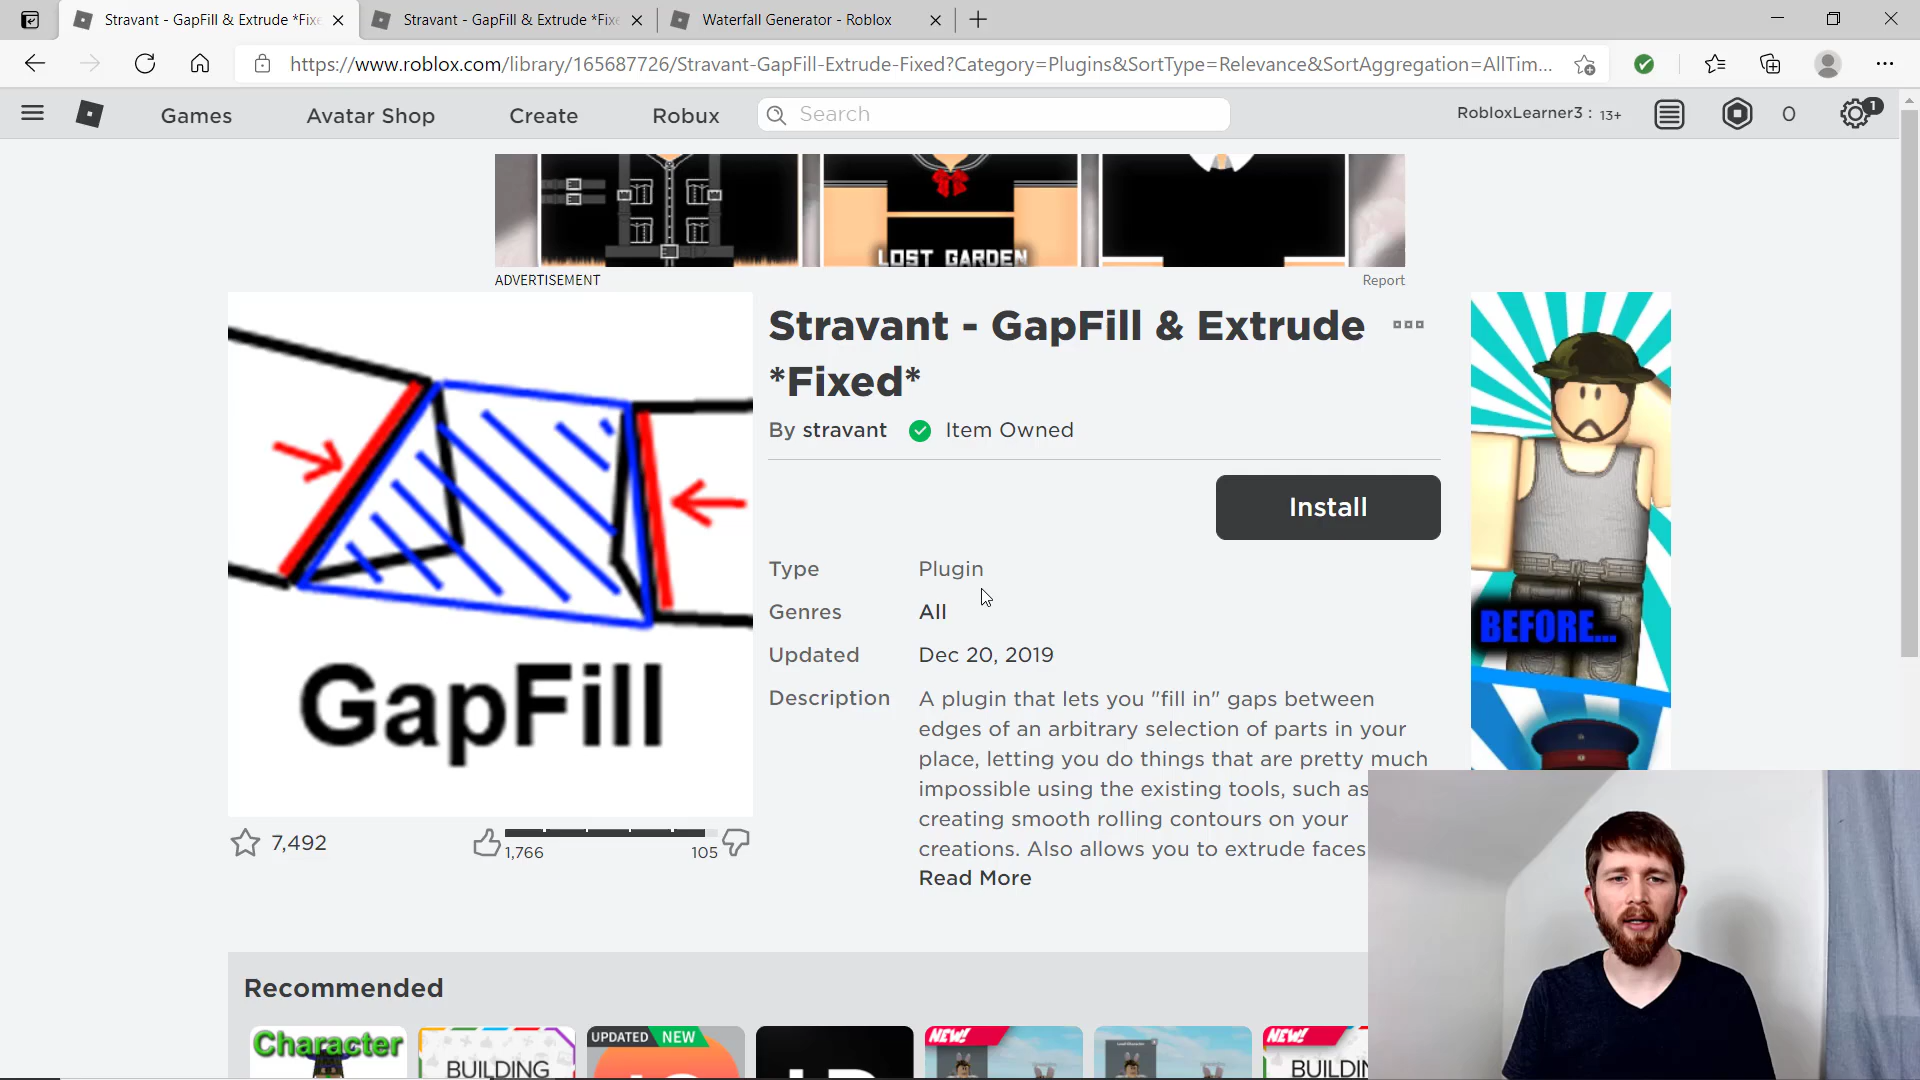 Stravant - GapFill & Extrude *Fix
Stravant - GapFill & Extrude *Fix
Waterfall Generator - Roblox
https://www.roblox.com/library/165687726/Stravant-GapFill-Extrude-Fixed?Category=Plugins&SortType=Relevance&SortAggregation=AllTim...
Games
Avatar Shop
Create
Robux
Search
RobloxLearner3 : 13+
0
1
LOST GARDEN
ADVERTISEMENT
Report
Stravant - GapFill & Extrude
*Fixed*
By stravant
Item Owned
Install
Type
Plugin
Genres
All
Updated
Dec 20, 2019
Description
A plugin that lets you "fill in" gaps between
edges of an arbitrary selection of parts in your
place, letting you do things that are pretty much
impossible using the existing tools, such as
creating smooth rolling contours on your
creations. Also allows you to extrude faces
Read More
GapFill
BEFORE...
7,492
1,766
105
Recommended
Character
BUILDING
UPDATED NEW
NEW!
NEW!